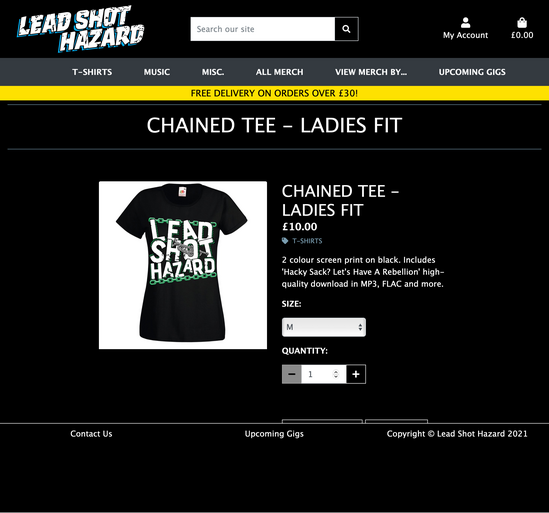 LEAD SHOT
HAZARD
Search our site
My Account
£0.00
T-SHIRTS
MUSIC
MISC.
ALL MERCH
VIEW MERCH BY...
UPCOMING GIGS
FREE DELIVERY ON ORDERS OVER £30!
CHAINED TEE – LADIES FIT
LEAD
SHOT
HAZARD
CHAINED TEE –
LADIES FIT
£10.00
T-SHIRTS
2 colour screen print on black. Includes
'Hacky Sack? Let's Have A Rebellion' high-
quality download in MP3, FLAC and more.
SIZE:
M
QUANTITY:
− 1 +
Contact Us
Upcoming Gigs
Copyright © Lead Shot Hazard 2021